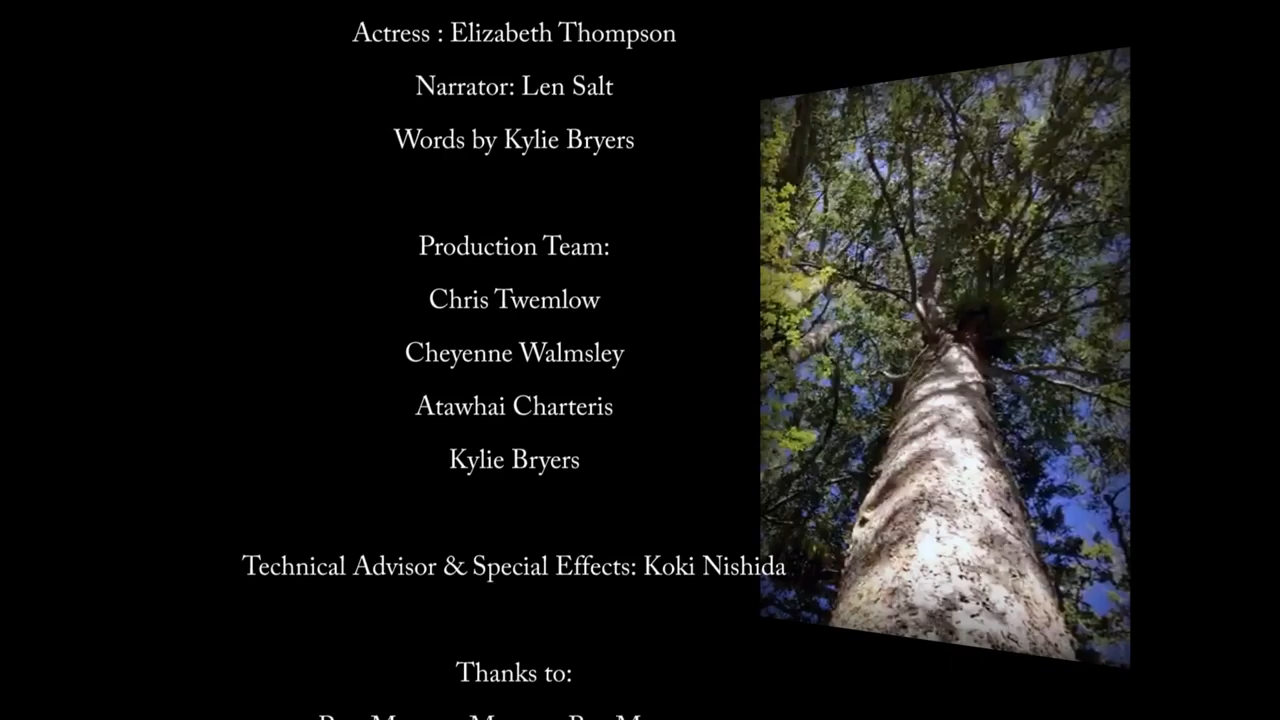 Actress : Elizabeth Thompson
Narrator: Len Salt
Words by Kylie Bryers
Production Team:
Chris Twemlow
Cheyenne Walmsley
Atawhai Charteris
Kylie Bryers
Technical Advisor & Special Effects: Koki Nishida
Thanks to: